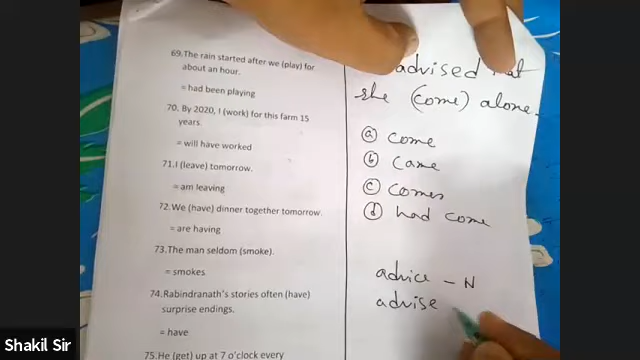 69.The rain started after we (play) for
about an hour.
= had been playing
70. By 2020, I (work) for this farm 15
years.
= will have worked
71.I (leave) tomorrow.
= am leaving
72.We (have) dinner together tomorrow.
= are having
73.The man seldom (smoke).
= smokes
74.Rabindranath's stories often (have)
surprise endings.
= have
75.He (get) up at 7 o'clock every
advised
she (come) alone.
ⓐ come
ⓑ came
ⓒ comes
ⓓ had come
advice - N
advise
Shakil Sir